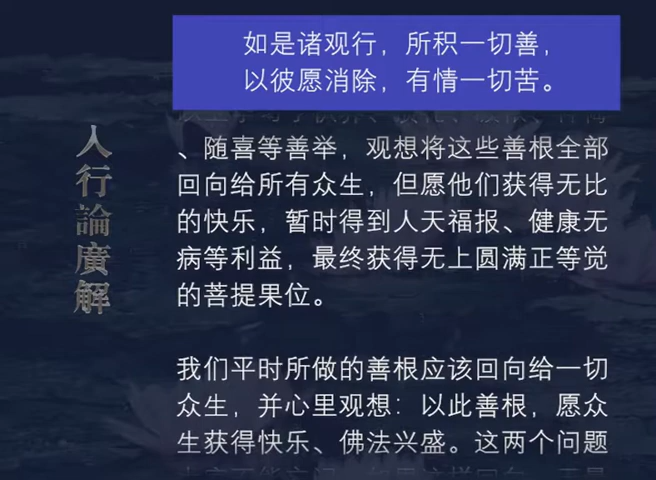 如是诸观行，所积一切善，
以彼愿消除，有情一切苦。
人行論廣解
、随喜等善举，观想将这些善根全部
回向给所有众生，但愿他们获得无比
的快乐，暂时得到人天福报、健康无
病等利益，最终获得无上圆满正等觉
的菩提果位。
我们平时所做的善根应该回向给一切
众生，并心里观想：以此善根，愿众
生获得快乐、佛法兴盛。这两个问题